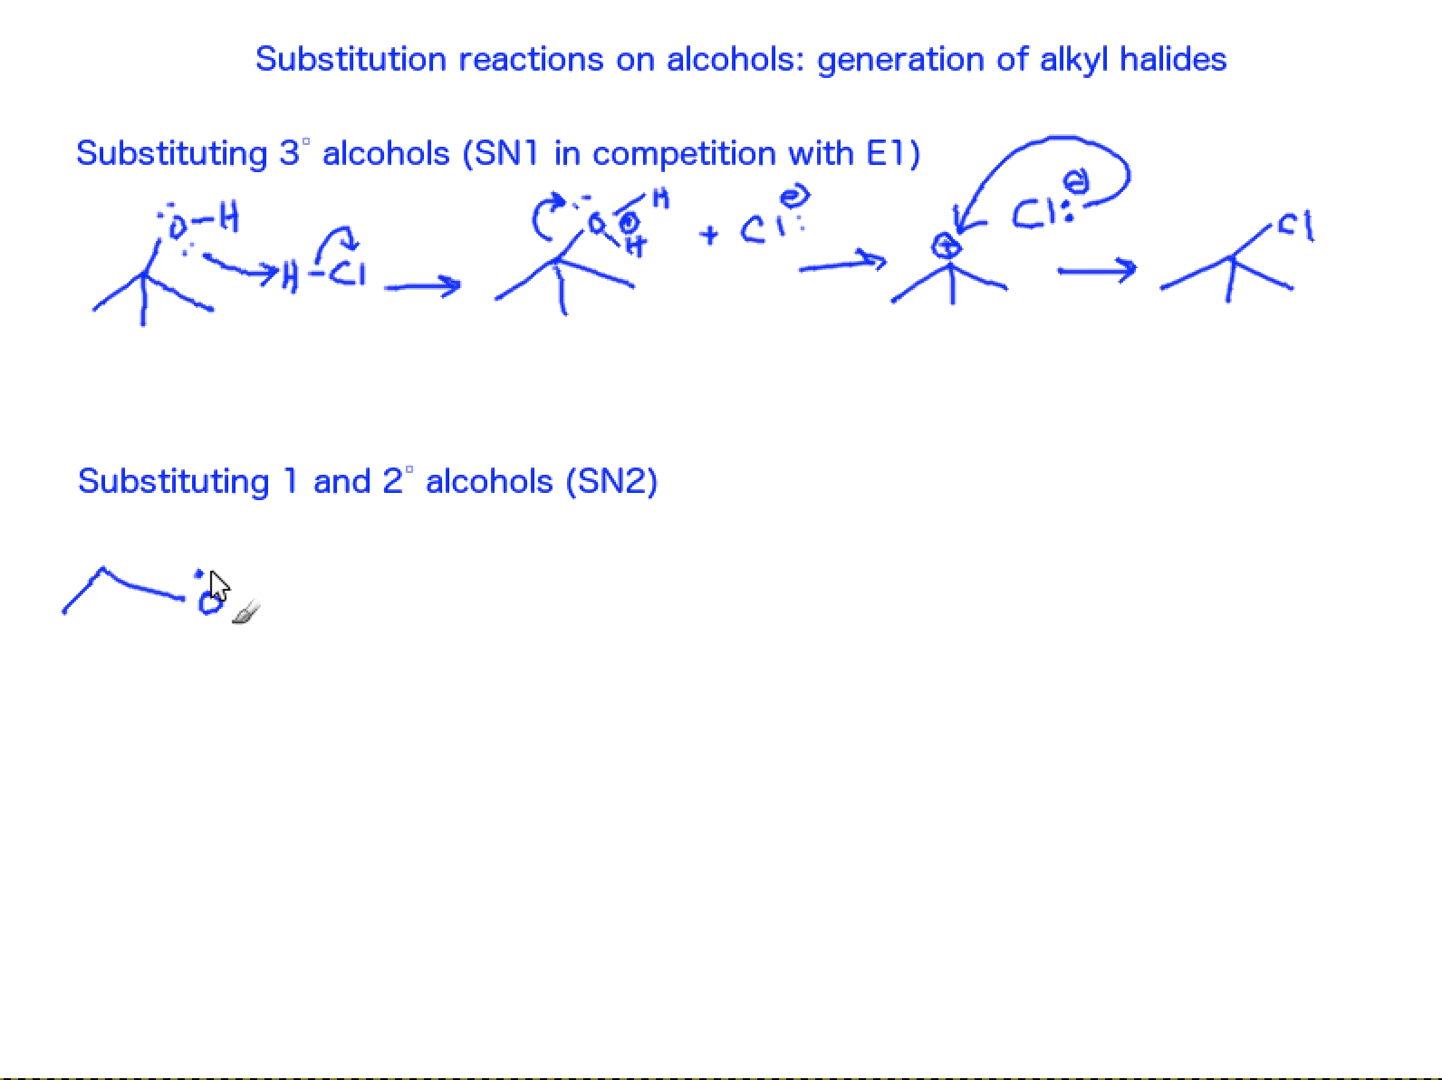 Substitution reactions on alcohols: generation of alkyl halides
Substituting 3° alcohols (SN1 in competition with E1)
O-H H-Cl O ⊕ H H + Cl ⊖ ⊕ Cl: ⊖ Cl
Substituting 1 and 2° alcohols (SN2)
O